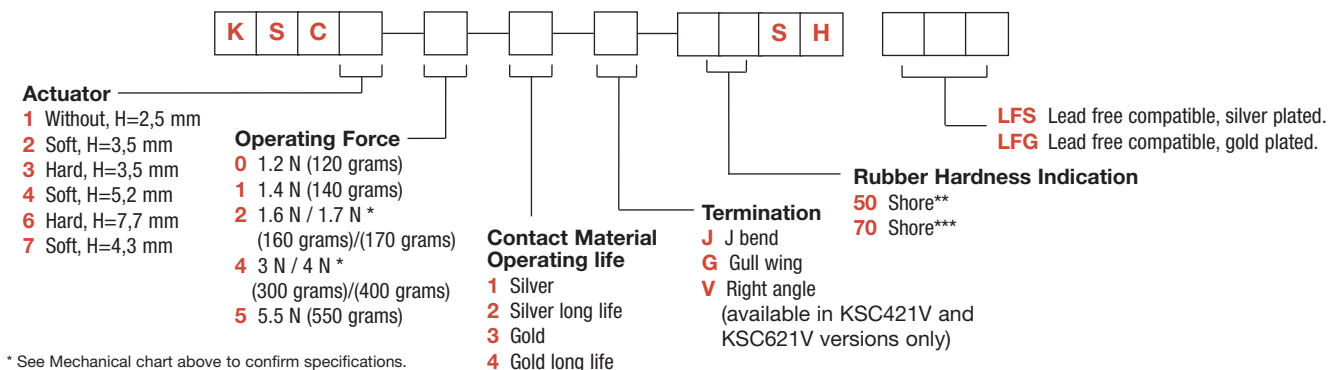 K S C S H
Actuator
1 Without, H=2,5 mm
2 Soft, H=3,5 mm
3 Hard, H=3,5 mm
4 Soft, H=5,2 mm
6 Hard, H=7,7 mm
7 Soft, H=4,3 mm
Operating Force
0 1.2 N (120 grams)
1 1.4 N (140 grams)
2 1.6 N / 1.7 N *
(160 grams)/(170 grams)
4 3 N / 4 N *
(300 grams)/(400 grams)
5 5.5 N (550 grams)
Contact Material
Operating life
1 Silver
2 Silver long life
3 Gold
4 Gold long life
Termination
J J bend
G Gull wing
V Right angle
(available in KSC421V and
KSC621V versions only)
Rubber Hardness Indication
50 Shore**
70 Shore***
LFS Lead free compatible, silver plated.
LFG Lead free compatible, gold plated.
* See Mechanical chart above to confirm specifications.